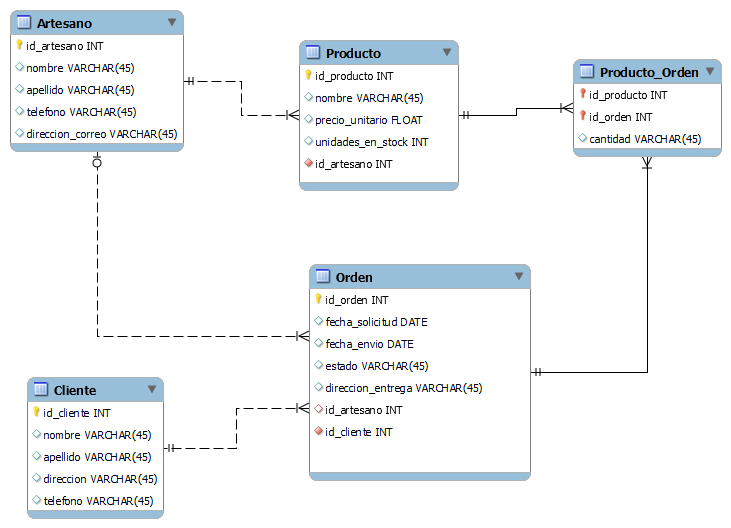 Artesano
id_artesano INT
nombre VARCHAR(45)
apellido VARCHAR(45)
telefono VARCHAR(45)
direccion_correo VARCHAR(45)
Producto
id_producto INT
nombre VARCHAR(45)
precio_unitario FLOAT
unidades_en_stock INT
id_artesano INT
Producto_Orden
id_producto INT
id_orden INT
cantidad VARCHAR(45)
Orden
id_orden INT
fecha_solicitud DATE
fecha_envio DATE
estado VARCHAR(45)
direccion_entrega VARCHAR(45)
id_artesano INT
id_cliente INT
Cliente
id_cliente INT
nombre VARCHAR(45)
apellido VARCHAR(45)
direccion VARCHAR(45)
telefono VARCHAR(45)